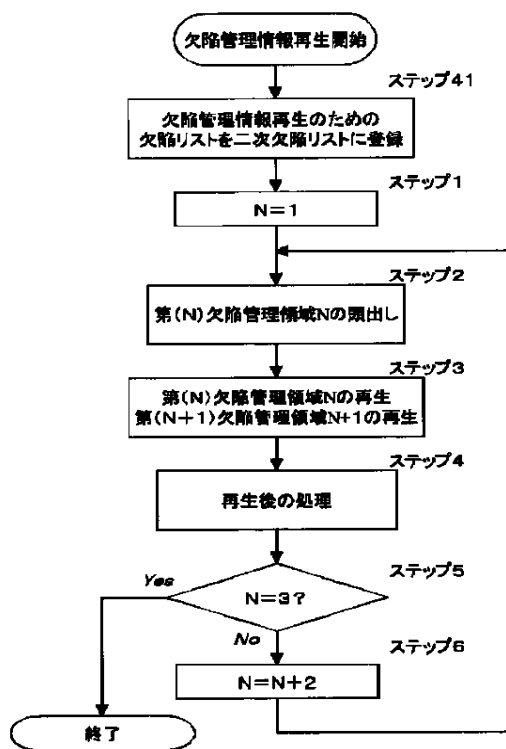 欠陥管理情報再生開始
ステップ41
欠陥管理情報再生のための
欠陥リストを二次欠陥リストに登録
ステップ1
N=1
ステップ2
第(N)欠陥管理領域Nの頭出し
ステップ3
第(N+1)欠陥管理領域N+1の再生
第(N)欠陥管理領域Nの再生
ステップ4
再生後の処理
ステップ5
Yes
N=3?
No
ステップ6
N=N+2
終了